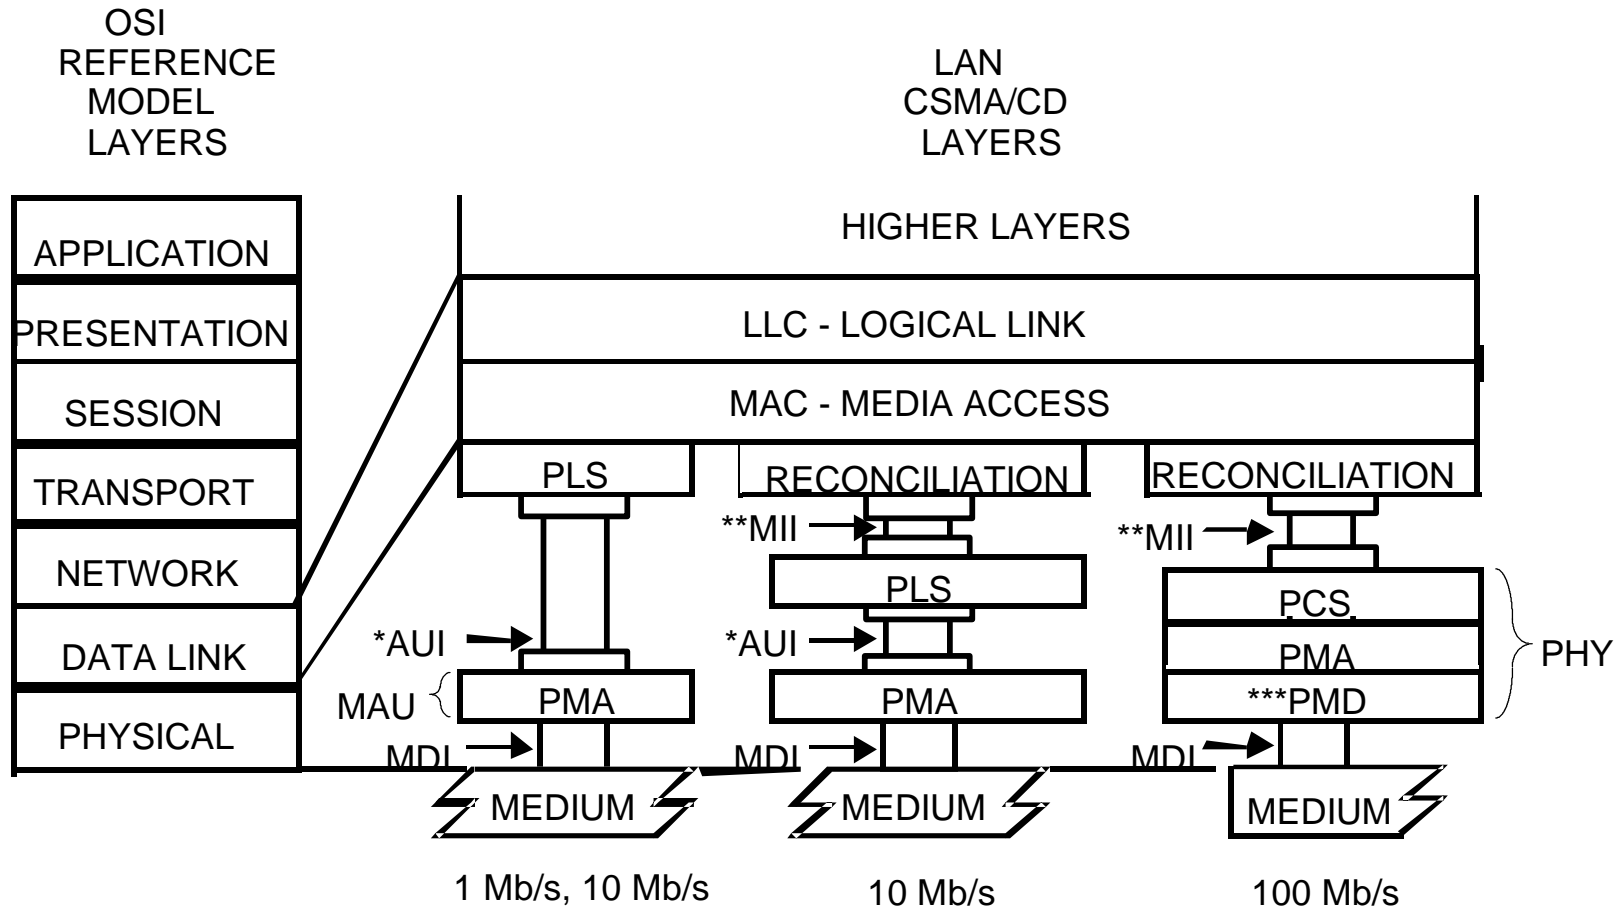 OSI
REFERENCE
MODEL
LAYERS
LAN
CSMA/CD
LAYERS
APPLICATION
PRESENTATION
SESSION
TRANSPORT
NETWORK
DATA LINK
PHYSICAL
HIGHER LAYERS
LLC - LOGICAL LINK
MAC - MEDIA ACCESS
PLS
*AUI
MAU
PMA
MDI
MEDIUM
1 Mb/s, 10 Mb/s
RECONCILIATION
**MII
PLS
*AUI
PMA
MDI
MEDIUM
10 Mb/s
RECONCILIATION
**MII
PCS
PMA
***PMD
PHY
MDI
MEDIUM
100 Mb/s